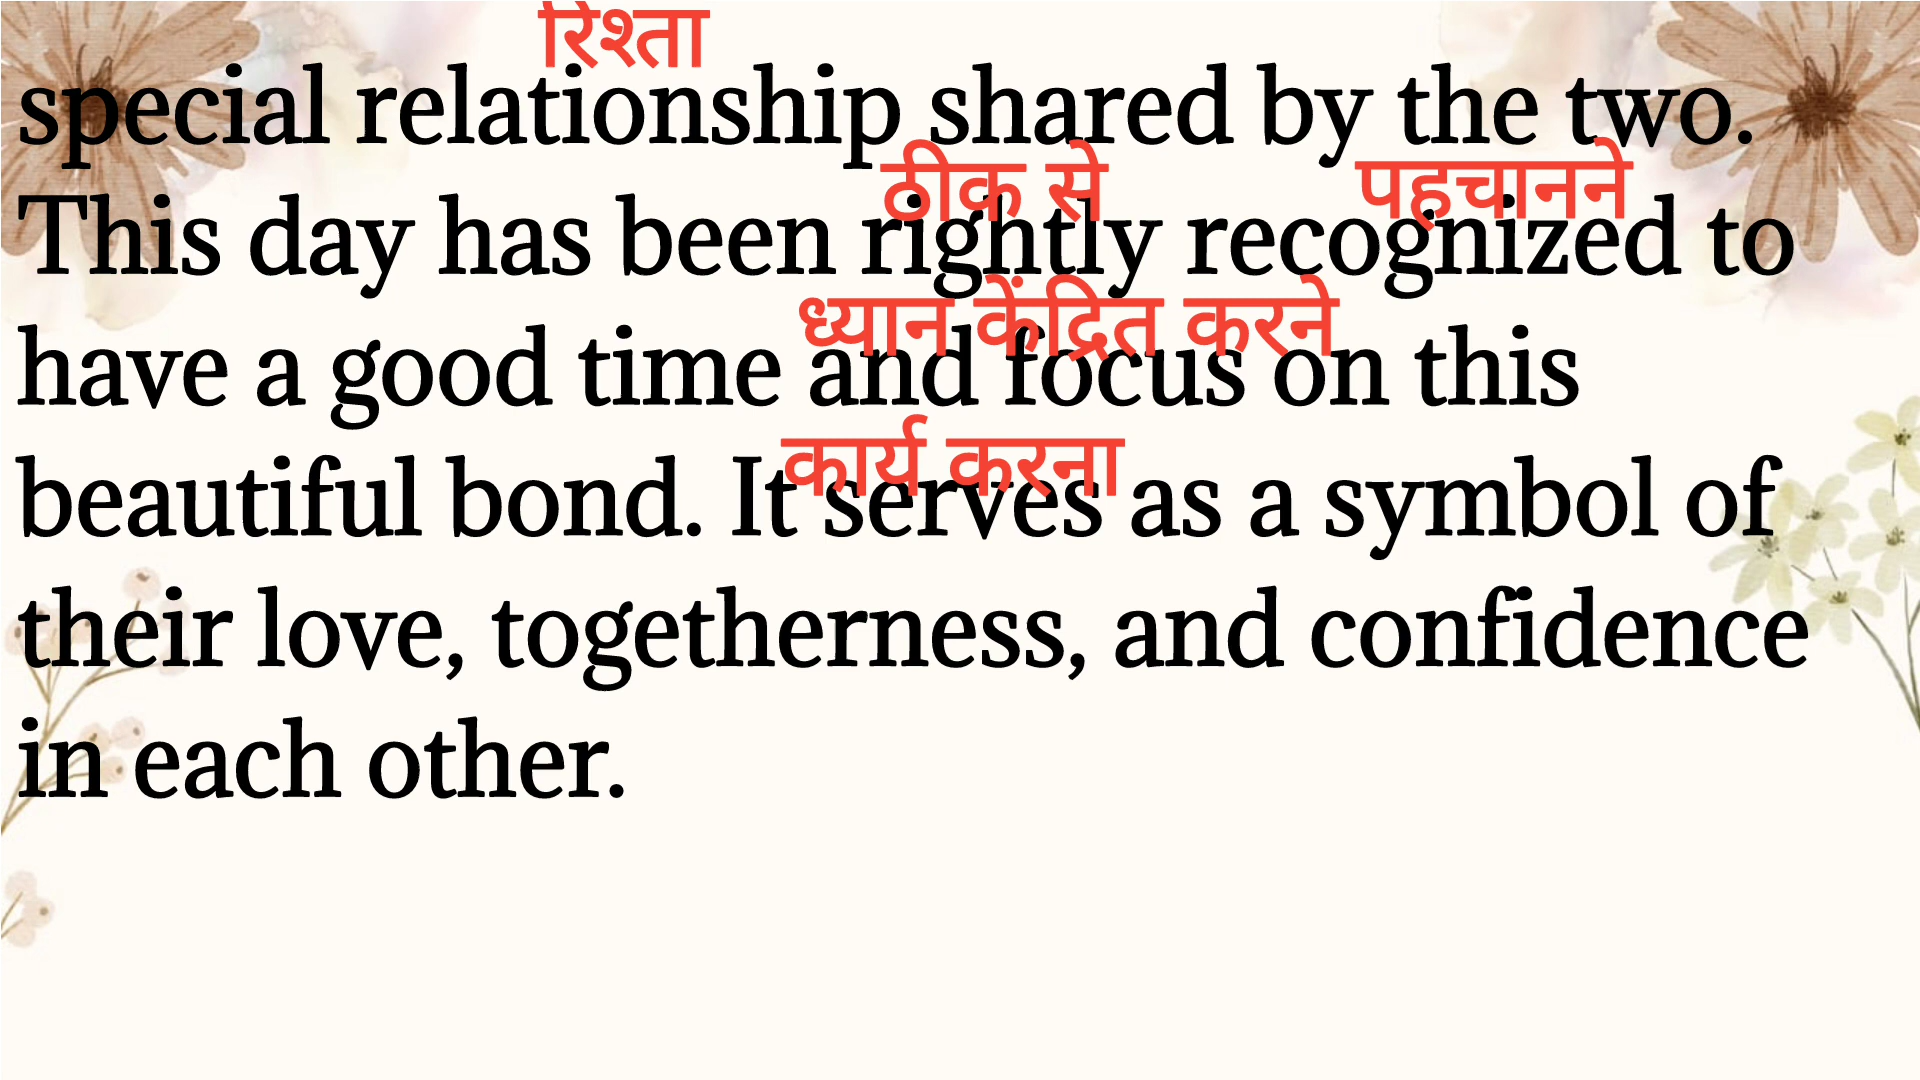 रिश्ता
special relationship shared by the two.
ठीक से पहचानने
This day has been rightly recognized to
ध्यान केंद्रित करने
have a good time and focus on this
कार्य करना
beautiful bond. It serves as a symbol of
their love, togetherness, and confidence
in each other.